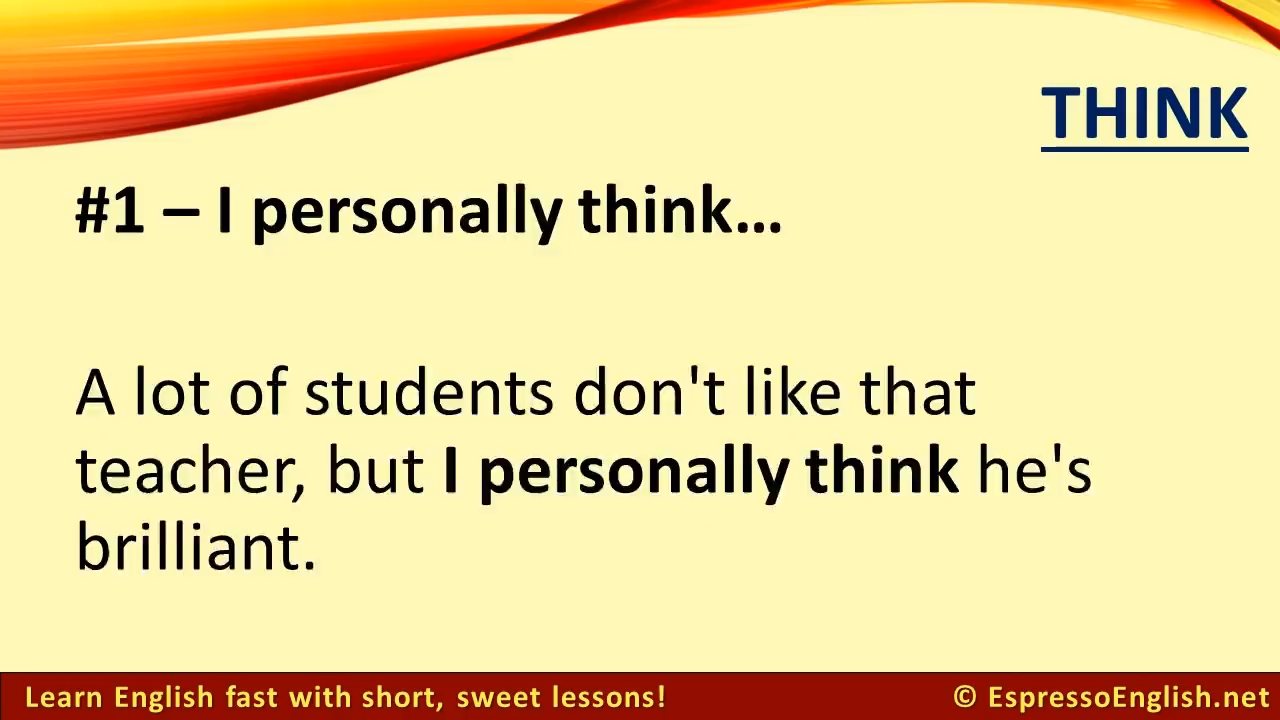 THINK
#1 – I personally think...
A lot of students don't like that
teacher, but I personally think he's
brilliant.
Learn English fast with short, sweet lessons!
© EspressoEnglish.net